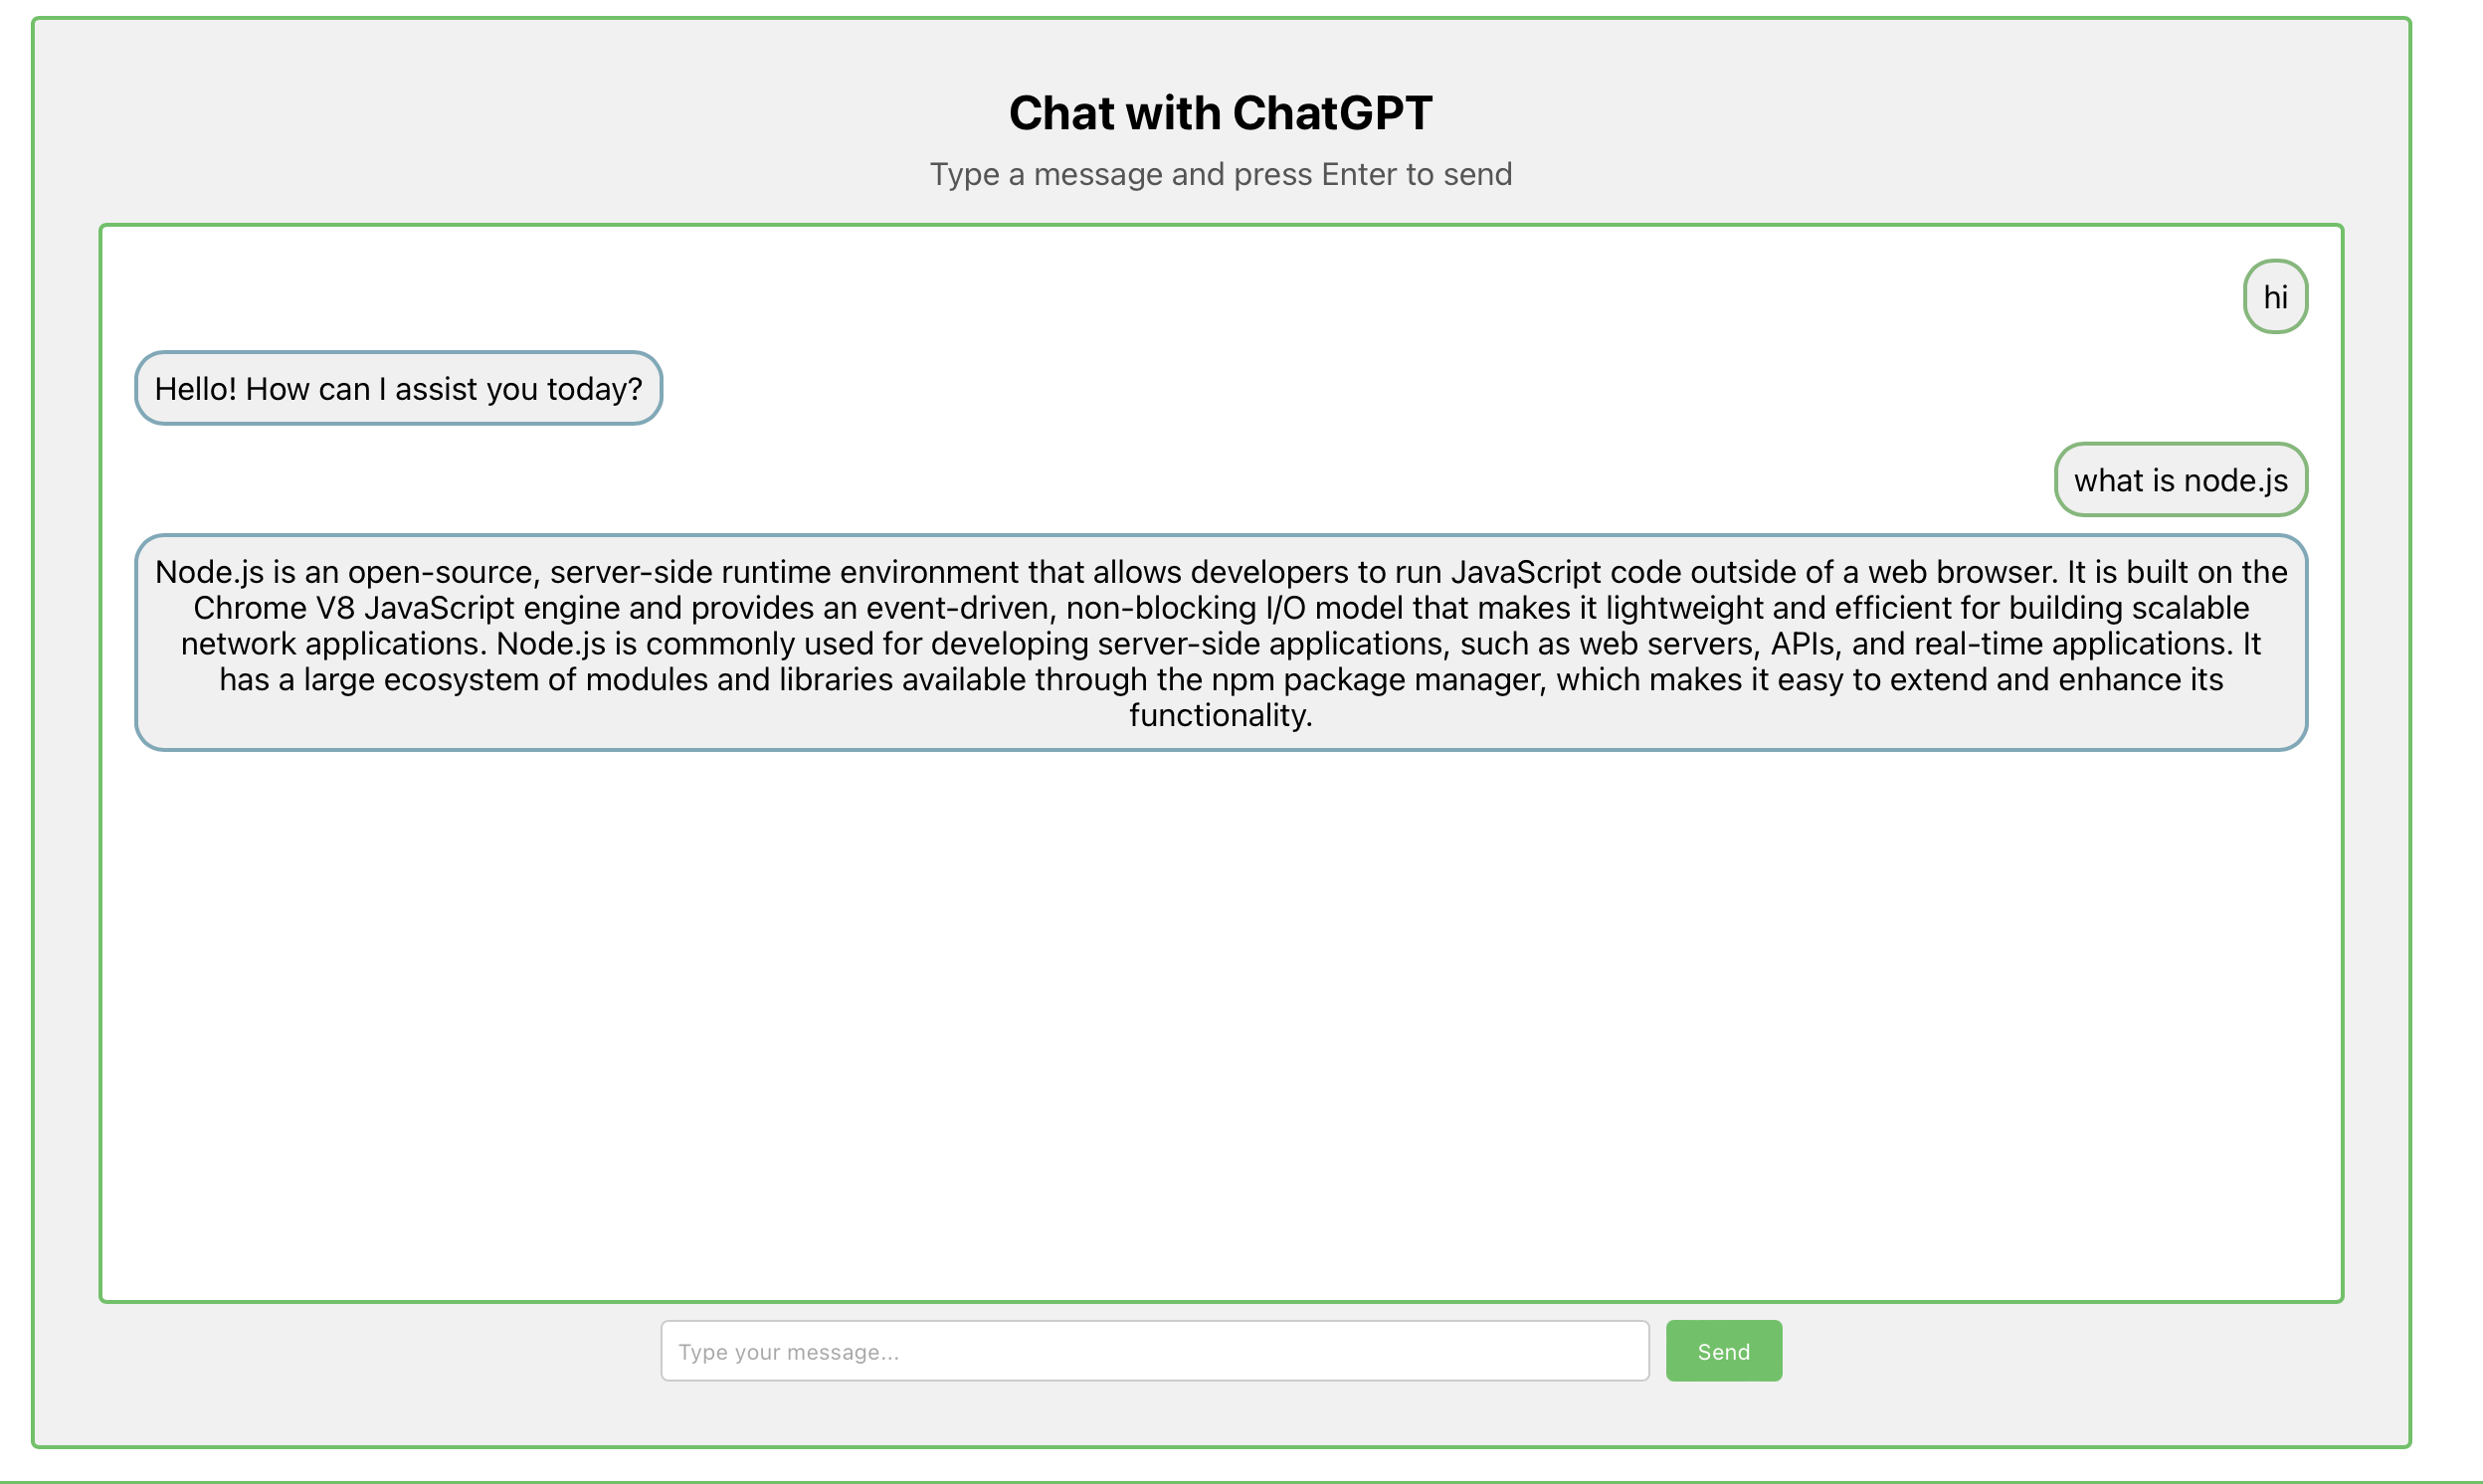 Chat with ChatGPT
Type a message and press Enter to send
hi
Hello! How can I assist you today?
what is node.js
Node.js is an open-source, server-side runtime environment that allows developers to run JavaScript code outside of a web browser. It is built on the
Chrome V8 JavaScript engine and provides an event-driven, non-blocking I/O model that makes it lightweight and efficient for building scalable
network applications. Node.js is commonly used for developing server-side applications, such as web servers, APIs, and real-time applications. It
has a large ecosystem of modules and libraries available through the npm package manager, which makes it easy to extend and enhance its
functionality.
Type your message...
Send